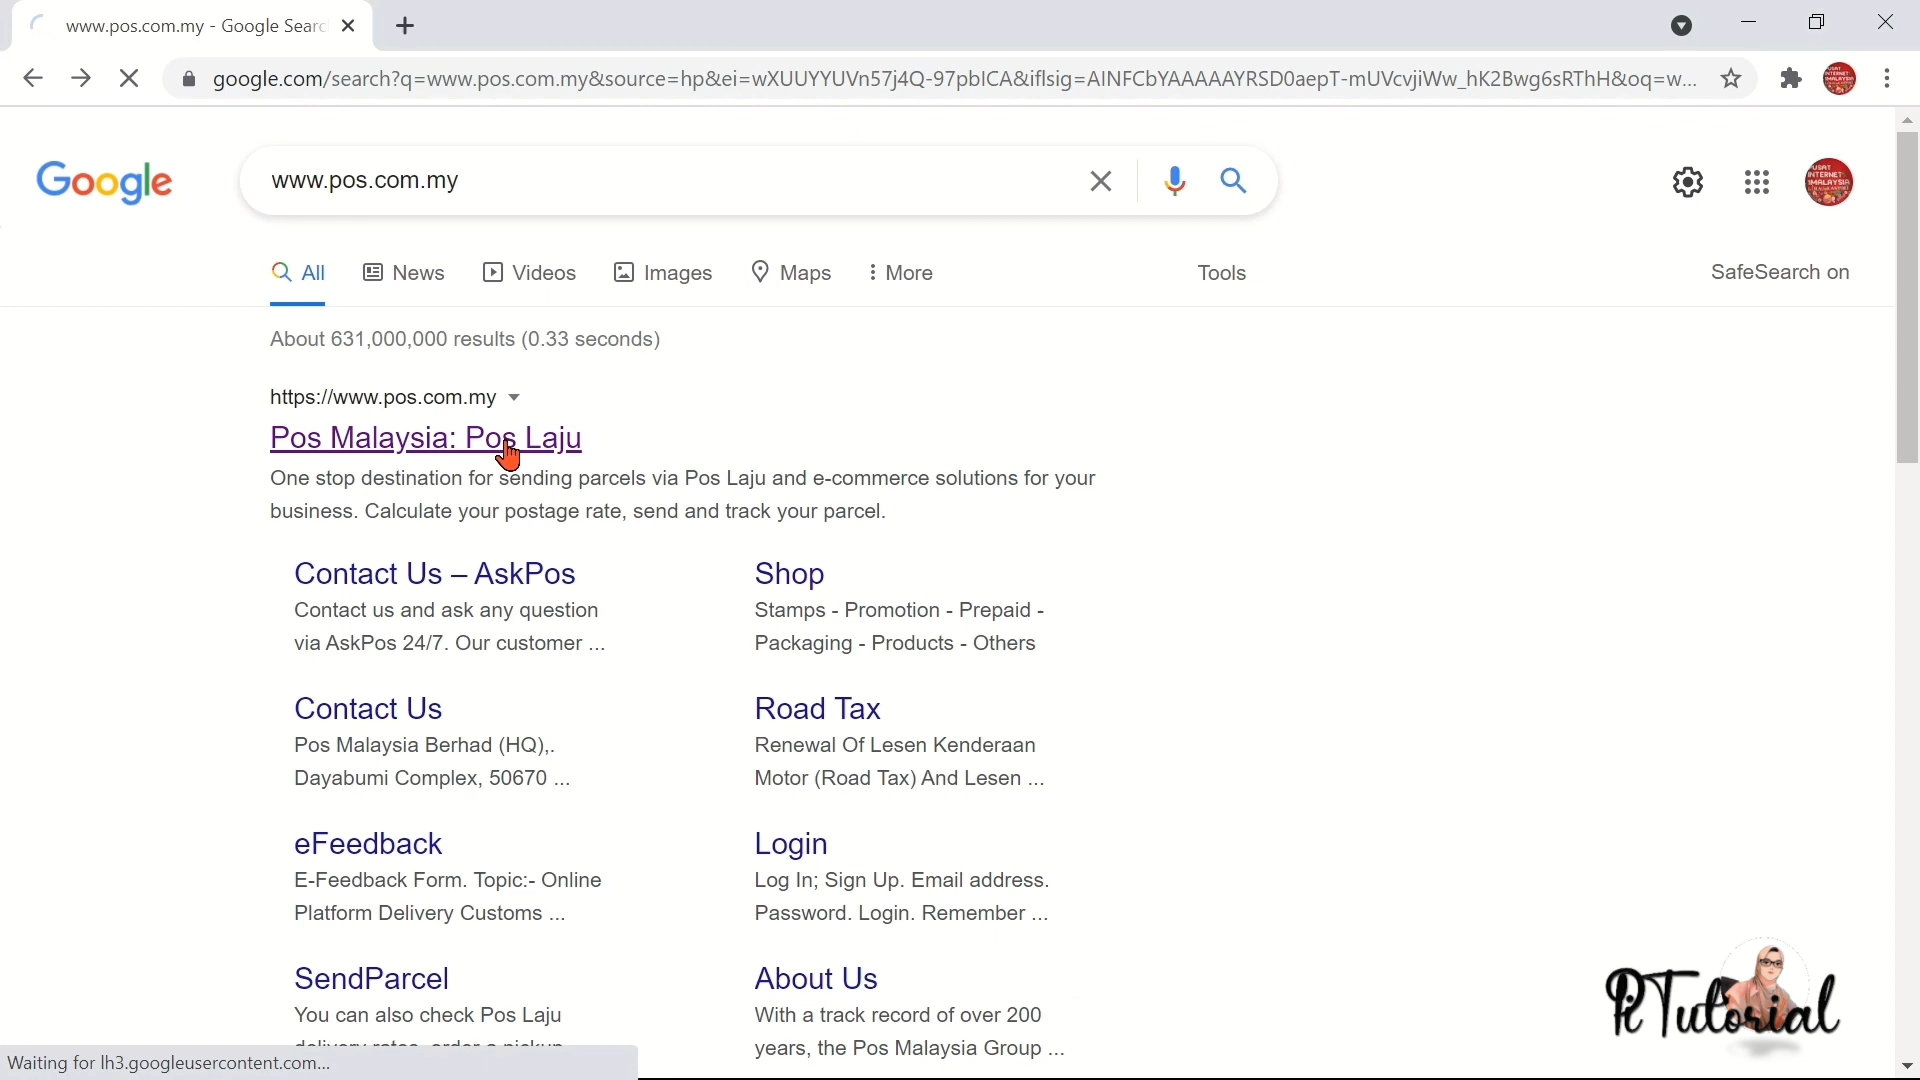 www.pos.com.my - Google Searc
google.com/search?q=www.pos.com.my&source=hp&ei=wXUUYYUVn57j4Q-97pbICA&iflsig=AINFCbYAAAAAYRSD0aepT-mUVcvjiWw_hK2Bwg6sRThH&oq=w...
Google
www.pos.com.my
All News Videos Images Maps More Tools SafeSearch on
About 631,000,000 results (0.33 seconds)
https://www.pos.com.my
Pos Malaysia: Pos Laju
One stop destination for sending parcels via Pos Laju and e-commerce solutions for your
business. Calculate your postage rate, send and track your parcel.
Contact Us – AskPos
Contact us and ask any question
via AskPos 24/7. Our customer ...
Shop
Stamps - Promotion - Prepaid -
Packaging - Products - Others
Contact Us
Pos Malaysia Berhad (HQ),.
Dayabumi Complex, 50670 ...
Road Tax
Renewal Of Lesen Kenderaan
Motor (Road Tax) And Lesen ...
eFeedback
E-Feedback Form. Topic:- Online
Platform Delivery Customs ...
Login
Log In; Sign Up. Email address.
Password. Login. Remember ...
SendParcel
You can also check Pos Laju
About Us
With a track record of over 200
years, the Pos Malaysia Group ...
Tutorial
Waiting for lh3.googleusercontent.com...